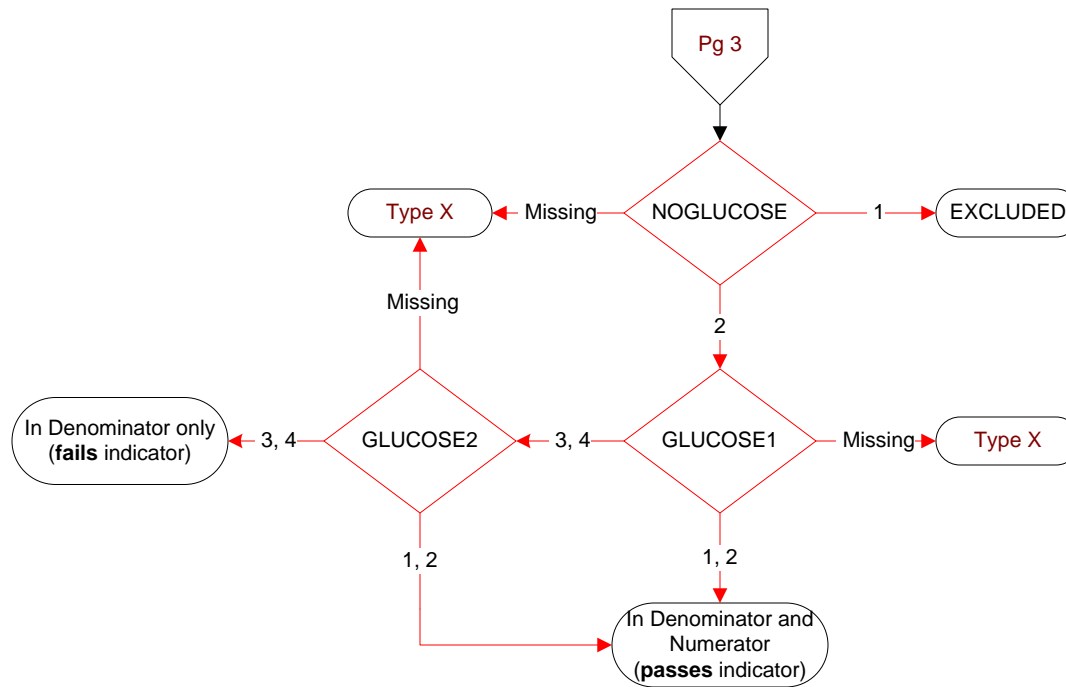 Pg 3
Type X
Missing
NOGLUCOSE
1
EXCLUDED
Missing
2
In Denominator only
(fails indicator)
3, 4
GLUCOSE2
3, 4
GLUCOSE1
Missing
Type X
1, 2
1, 2
In Denominator and
Numerator
(passes indicator)